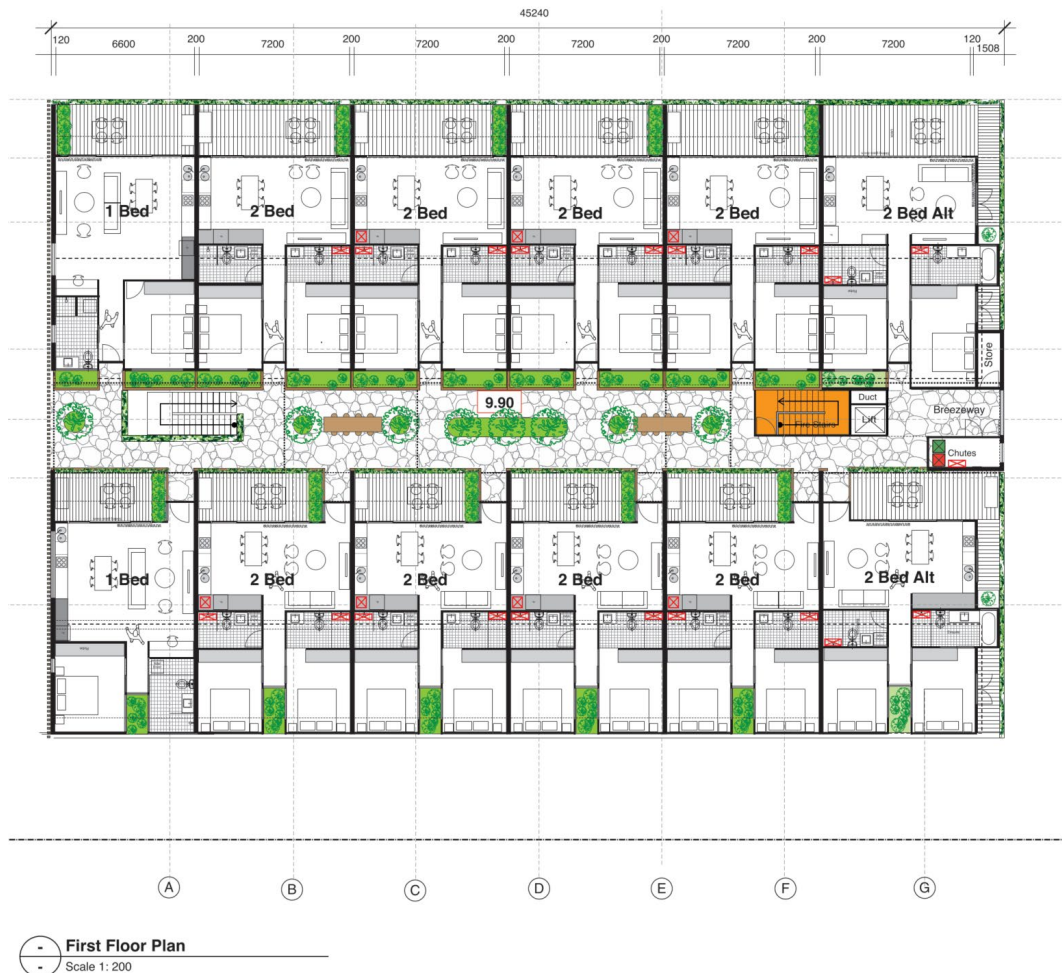 45240
120 6600 200 7200 200 7200 200 7200 200 7200 200 7200 120 1508
1 Bed 2 Bed 2 Bed 2 Bed 2 Bed 2 Bed Alt
Store
9.90
Duct
Lift
Fire Stairs
Breezeway
Chutes
1 Bed 2 Bed 2 Bed 2 Bed 2 Bed 2 Bed Alt
A B C D E F G
- First Floor Plan
- Scale 1: 200